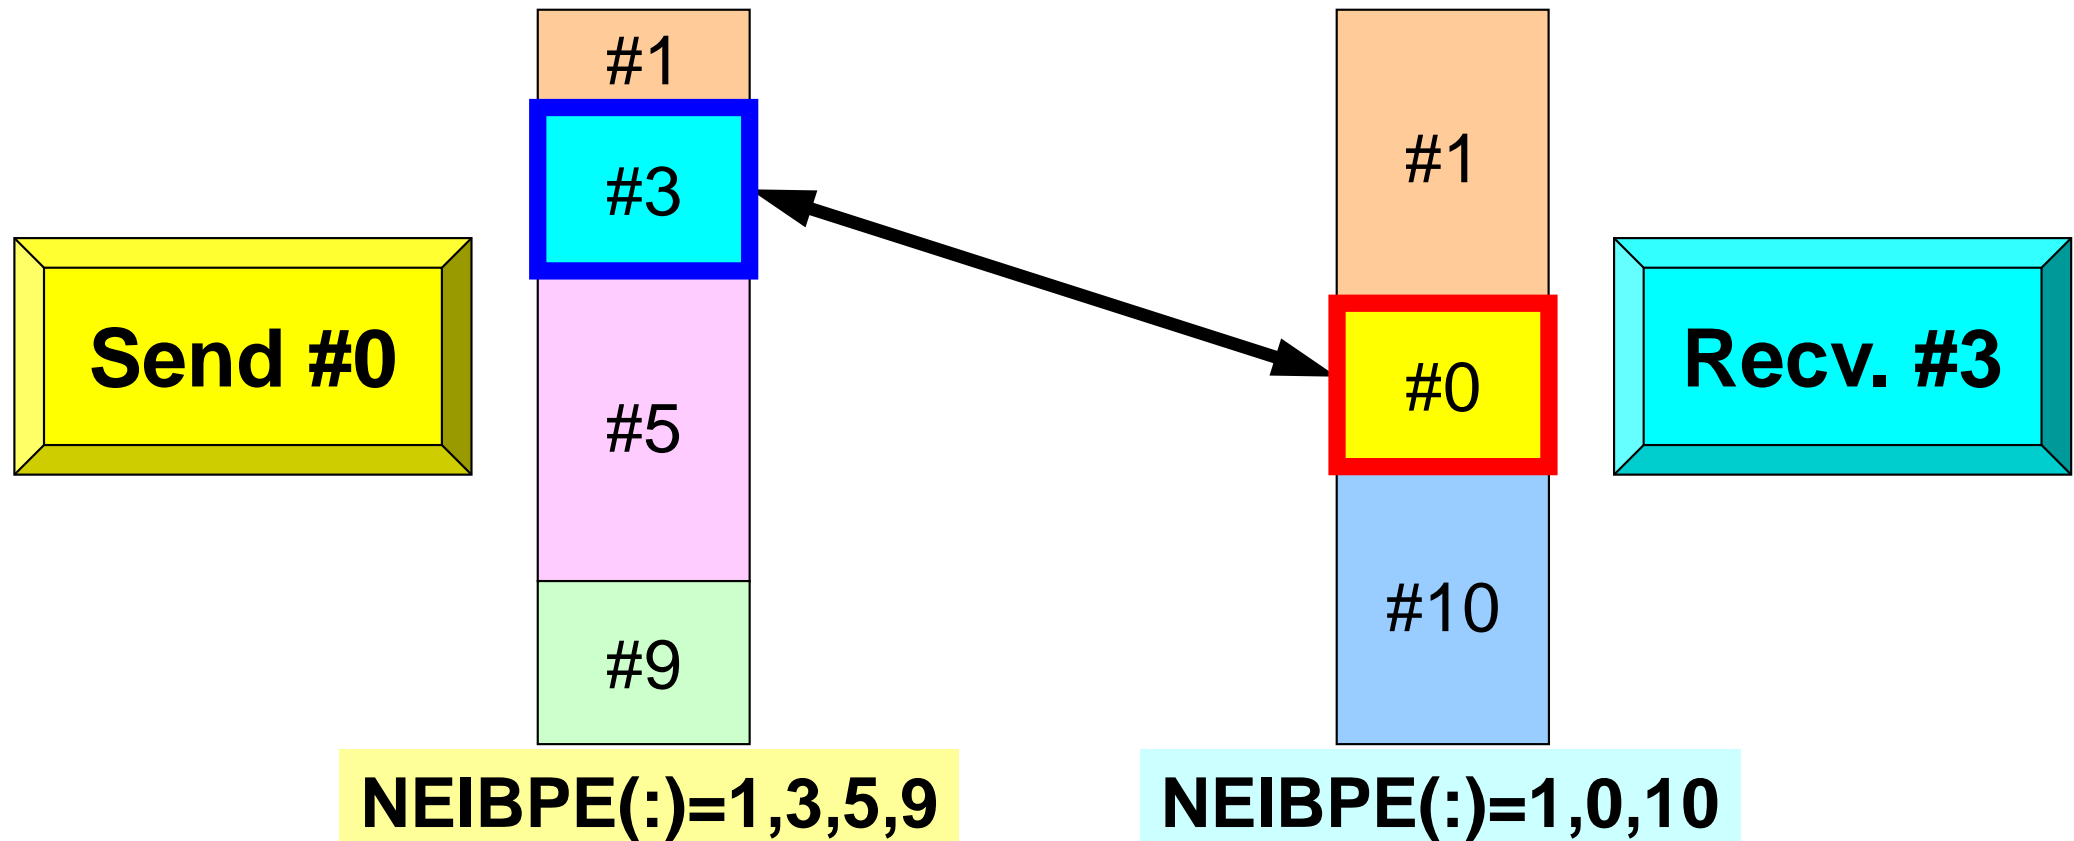 Send #0
#1
#3
#5
#9
NEIBPE(:)=1,3,5,9
#1
#0
#10
NEIBPE(:)=1,0,10
Recv. #3